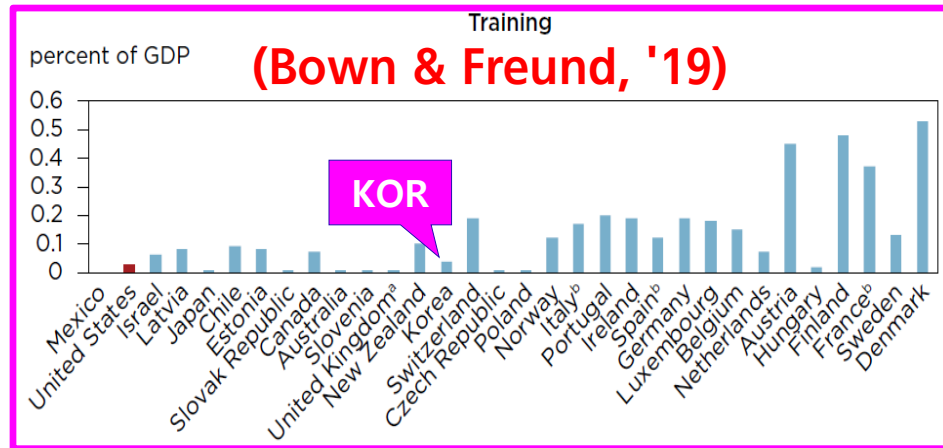 Training
percent of GDP
(Bown & Freund, '19)
0.6
0.5
0.4
0.3
0.2
0.1
0
KOR
Mexico
United States
Israel
Latvia
Japan
Chile
Estonia
Slovak Republic
Canada
Australia
Slovenia
United Kingdomᵃ
New Zealand
Korea
Switzerland
Czech Republic
Poland
Norway
Italyᵇ
Portugal
Ireland
Spainᵇ
Germany
Luxembourg
Belgium
Netherlands
Austria
Hungary
Finland
Franceᵇ
Sweden
Denmark